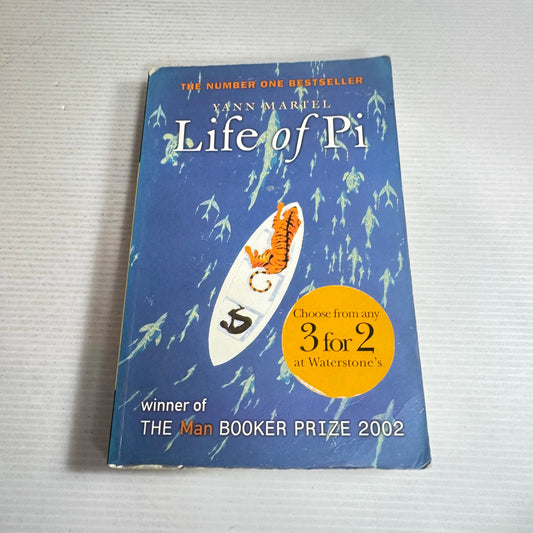 THE NUMBER ONE BESTSELLER
YANN MARTEL
Life of Pi
Choose from any
3 for 2
at Waterstone's
winner of
THE Man BOOKER PRIZE 2002